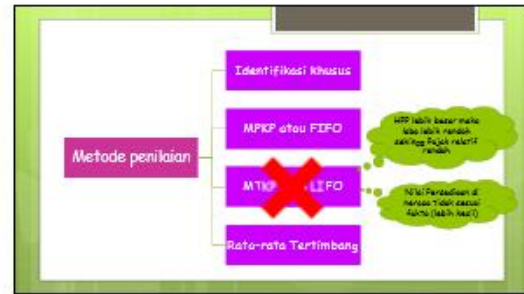 Identifikasi khusus
MPKP atau FIFO
HPP lebih besar maka
laba lebih rendah
sehingga Pajak relatif
rendah
Metode penilaian
LIFO
Nilai Persediaan di
neraca tidak sesuai
fakta (lebih kecil)
Rata-rata Tertimbang